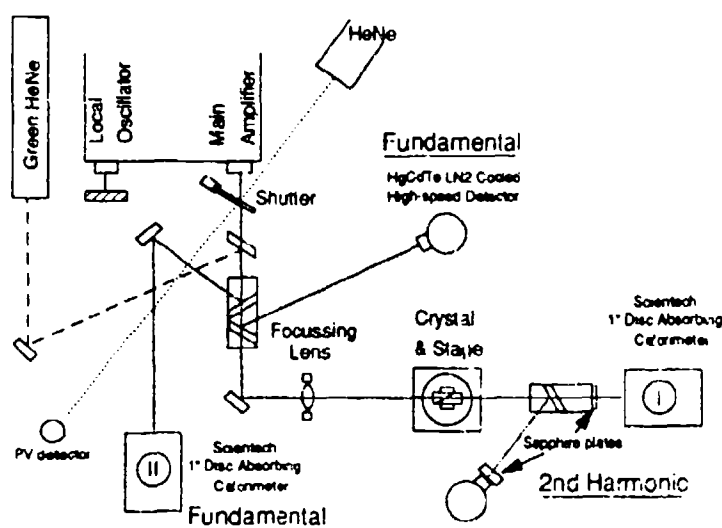 Green HeNe
Local
Oscillator
Main
Amplifier
HeNe
Shutter
Fundamental
HgCdTe LN2 Cooled
High-speed Detector
Focussing
Lens
Crystal
& Stage
Scientech
1" Disc Absorbing
Calorimeter
I
Sapphire plates
2nd Harmonic
PV detector
II
Scientech
1" Disc Absorbing
Calorimeter
Fundamental